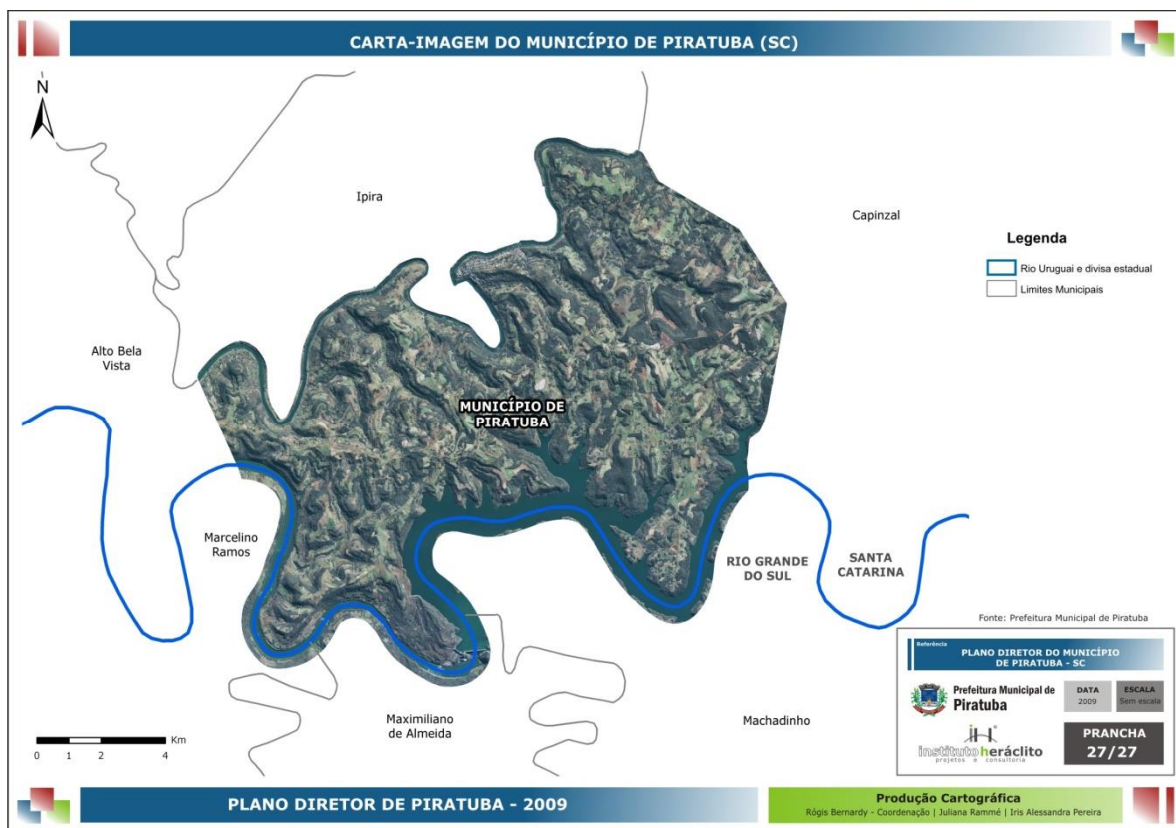 CARTA-IMAGEM DO MUNICÍPIO DE PIRATUBA (SC)
N
Ipira
Capinzal
Legenda
Rio Uruguai e divisa estadual
Limites Municipais
Alto Bela
Vista
MUNICÍPIO DE
PIRATUBA
Marcelino
Ramos
RIO GRANDE
DO SUL
SANTA
CATARINA
Fonte: Prefeitura Municipal de Piratuba
Referência
PLANO DIRETOR DO MUNICÍPIO
DE PIRATUBA - SC
Prefeitura Municipal de
Piratuba
DATA
2009
ESCALA
Sem escala
institutoheráclito
projetos e consultoria
PRANCHA
27/27
Maximiliano
de Almeida
Machadinho
Km
0 1 2 4
PLANO DIRETOR DE PIRATUBA - 2009
Produção Cartográfica
Rógis Bernardy - Coordenação | Juliana Rammé | Iris Alessandra Pereira